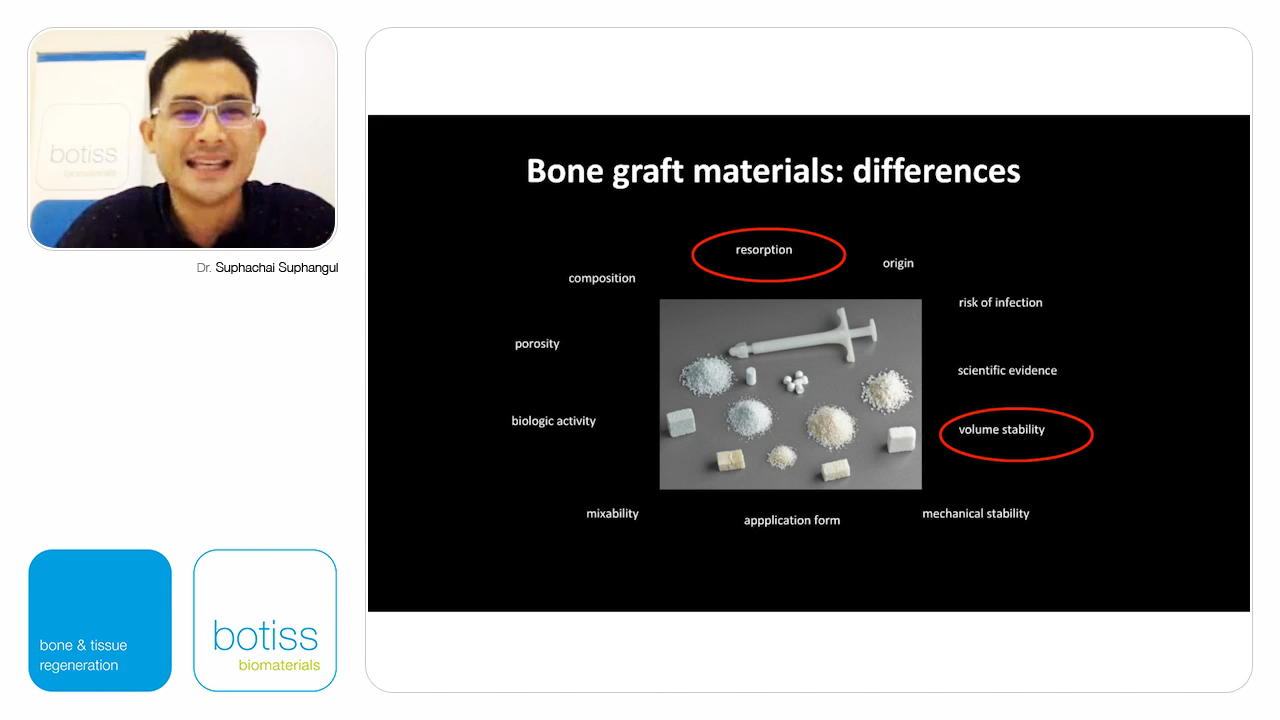 botiss
biomaterials
Dr. Suphachai Suphangul
bone & tissue
regeneration
botiss
biomaterials
Bone graft materials: differences
resorption
origin
composition
risk of infection
porosity
scientific evidence
biologic activity
volume stability
mixability
appplication form
mechanical stability